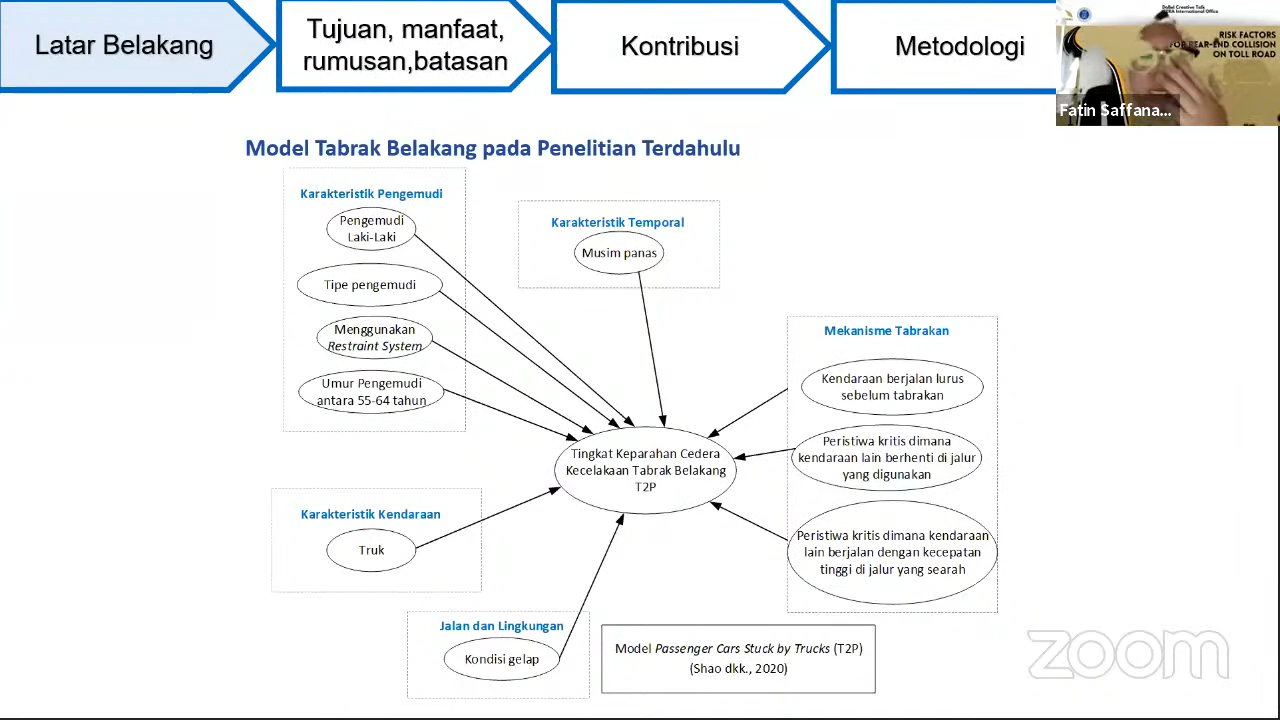 Latar Belakang
Tujuan, manfaat,
rumusan,batasan
Kontribusi
Metodologi
DoRel Creative Talk
International Office
RISK FACTORS
FOR REAR-END COLLISION
ON TOLL ROAD
Fatin Saffana...
Model Tabrak Belakang pada Penelitian Terdahulu
Karakteristik Pengemudi
Pengemudi
Laki-Laki
Tipe pengemudi
Menggunakan
Restraint System
Umur Pengemudi
antara 55-64 tahun
Karakteristik Temporal
Musim panas
Mekanisme Tabrakan
Kendaraan berjalan lurus
sebelum tabrakan
Peristiwa kritis dimana
kendaraan lain berhenti di jalur
yang digunakan
Peristiwa kritis dimana kendaraan
lain berjalan dengan kecepatan
tinggi di jalur yang searah
Tingkat Keparahan Cedera
Kecelakaan Tabrak Belakang
T2P
Karakteristik Kendaraan
Truk
Jalan dan Lingkungan
Kondisi gelap
Model Passenger Cars Stuck by Trucks (T2P)
(Shao dkk., 2020)
zoom